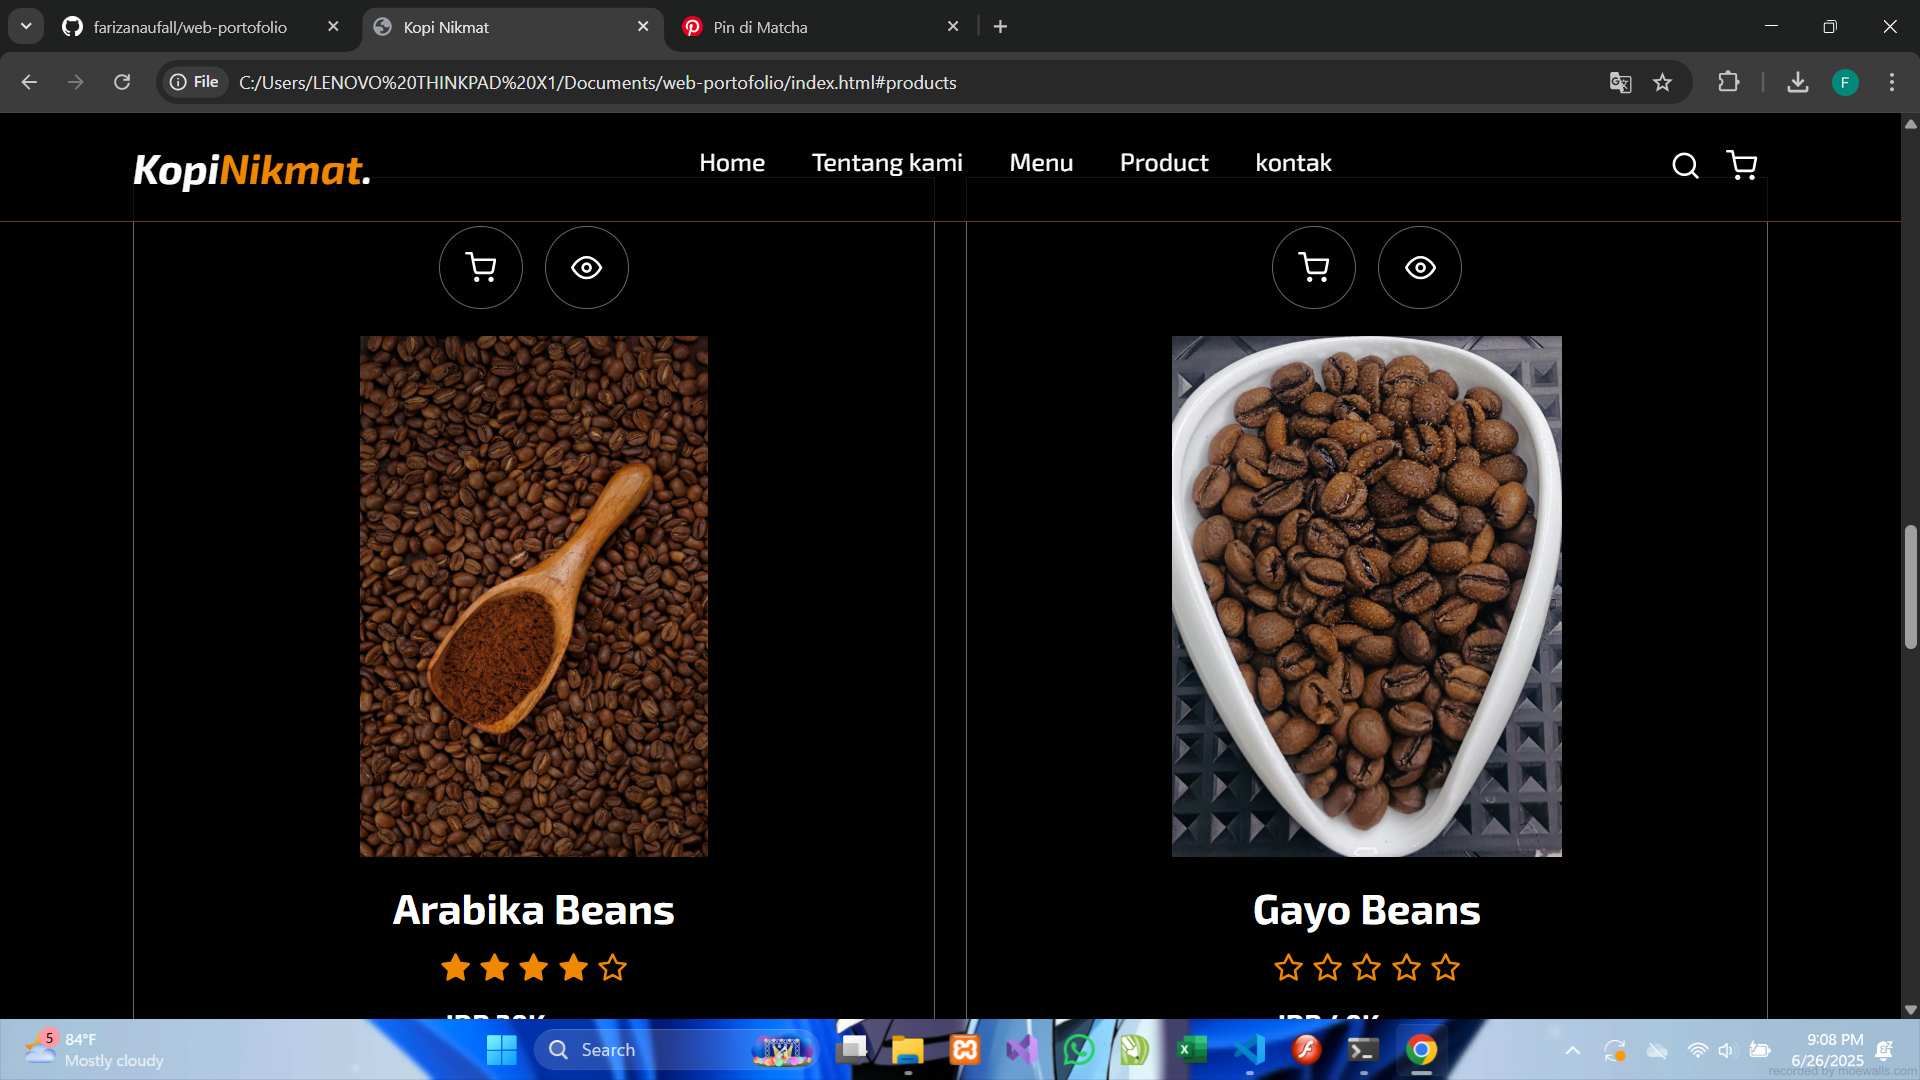 farizanaufall/web-portofolio
Kopi Nikmat
Pin di Matcha
File
C:/Users/LENOVO%20THINKPAD%20X1/Documents/web-portofolio/index.html#products
F
KopiNikmat.
Home
Tentang kami
Menu
Product
kontak
Arabika Beans
Gayo Beans
5
84°F
Mostly cloudy
Search
9:08 PM
6/26/2025
recorded by moewalls.com